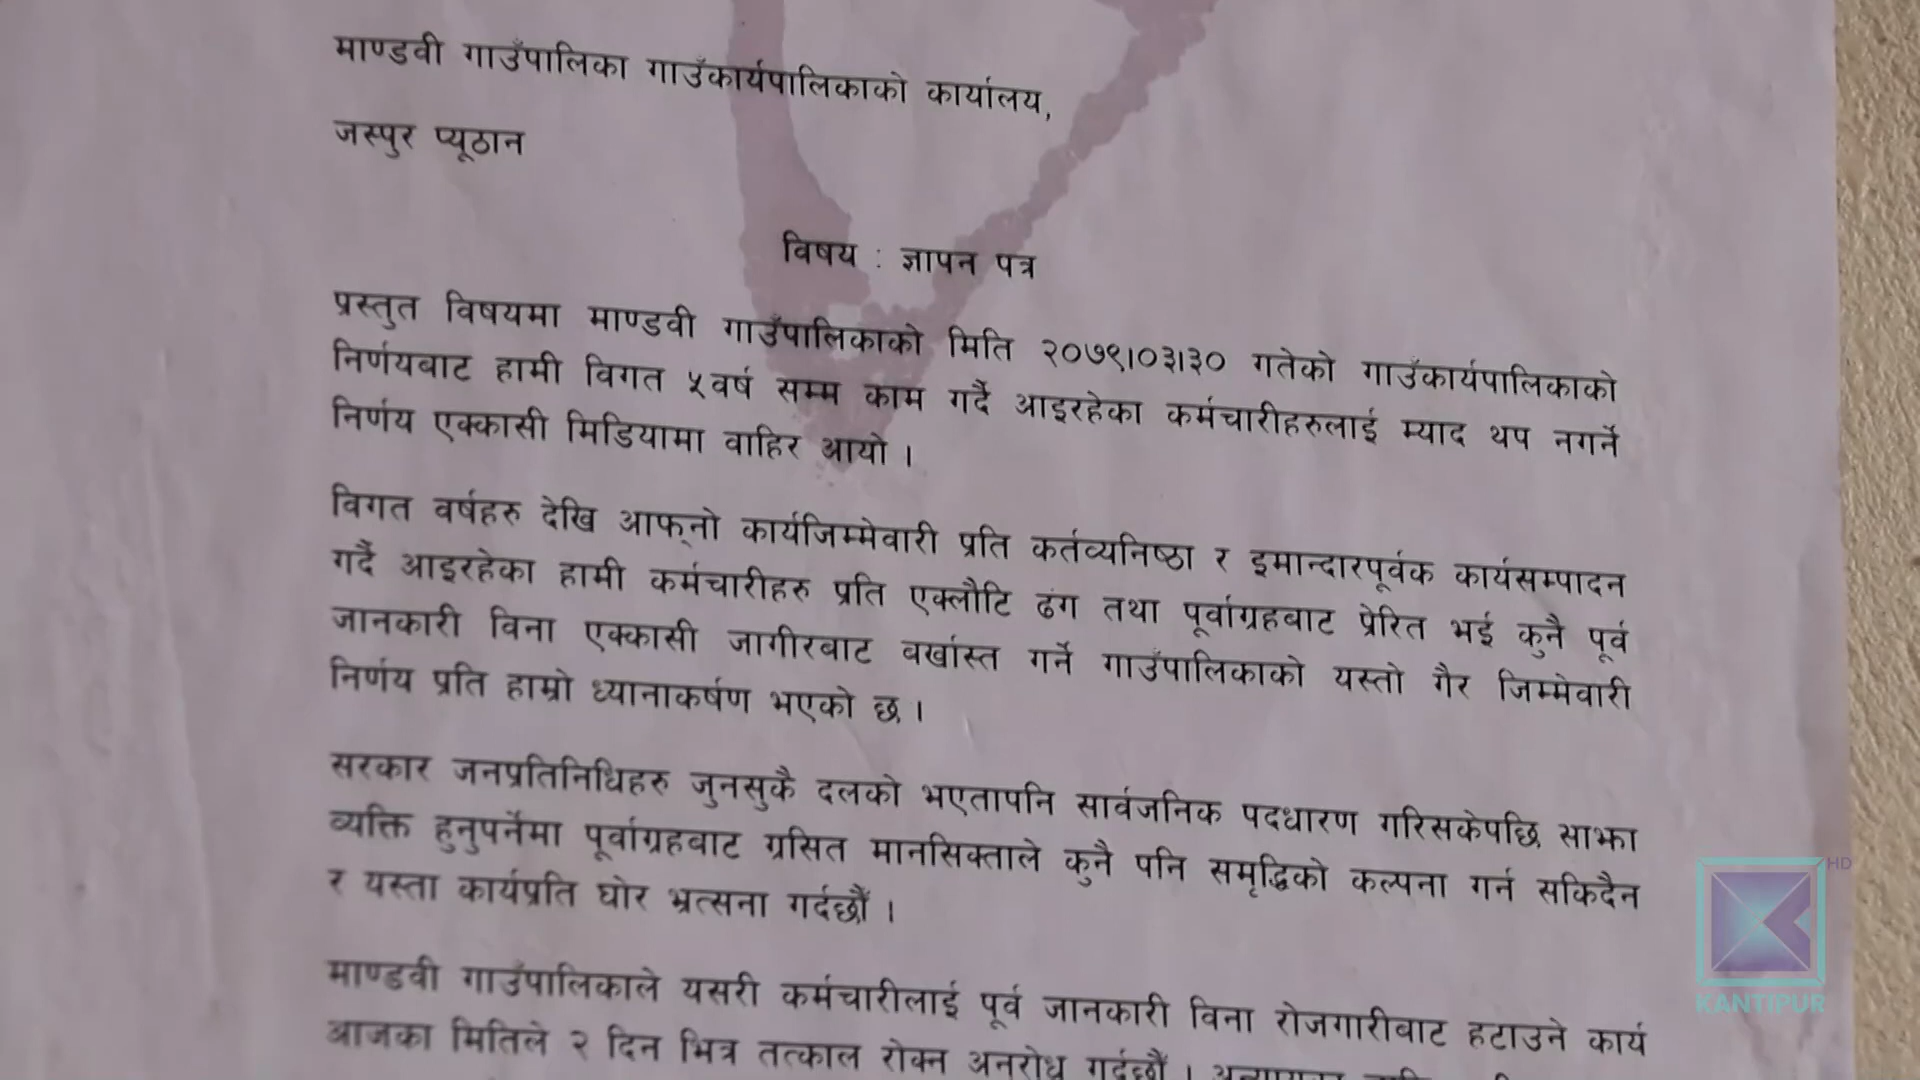 माण्डवी गाउँपालिका गाउँकार्यपालिकाको कार्यालय,
जस्पुर प्यूठान
विषय : ज्ञापन पत्र
प्रस्तुत विषयमा माण्डवी गाउँपालिकाको मिति २०७९।०३।३० गतेको गाउँकार्यपालिकाको
निर्णयबाट हामी विगत ५वर्ष सम्म काम गर्दै आइरहेका कर्मचारीहरुलाई म्याद थप नगर्ने
निर्णय एक्कासी मिडियामा वाहिर आयो ।
विगत वर्षहरु देखि आफ्‌नो कार्यजिम्मेवारी प्रति कर्तव्यनिष्ठा र इमान्दारपूर्वक कार्यसम्पादन
गर्दै आइरहेका हामी कर्मचारीहरु प्रति एक्लौटि ढंग तथा पूर्वाग्रहबाट प्रेरित भई कुनै पूर्व
जानकारी विना एक्कासी जागीरबाट वर्खास्त गर्ने गाउँपालिकाको यस्तो गैर जिम्मेवारी
निर्णय प्रति हाम्रो ध्यानाकर्षण भएको छ ।
सरकार जनप्रतिनिधिहरु जुनसुकै दलको भएतापनि सार्वजनिक पदधारण गरिसकेपछि साझा
व्यक्ति हुनुपर्नेमा पूर्वाग्रहबाट ग्रसित मानसिक्ताले कुनै पनि समृद्धिको कल्पना गर्न सकिदैन
र यस्ता कार्यप्रति घोर भ्रत्सना गर्दछौं ।
माण्डवी गाउँपालिकाले यसरी कर्मचारीलाई पूर्व जानकारी विना रोजगारीबाट हटाउने कार्य
आजका मितिले २ दिन भित्र तत्काल रोक्न अनुरोध गर्दछौं ।
HD
KANTIPUR